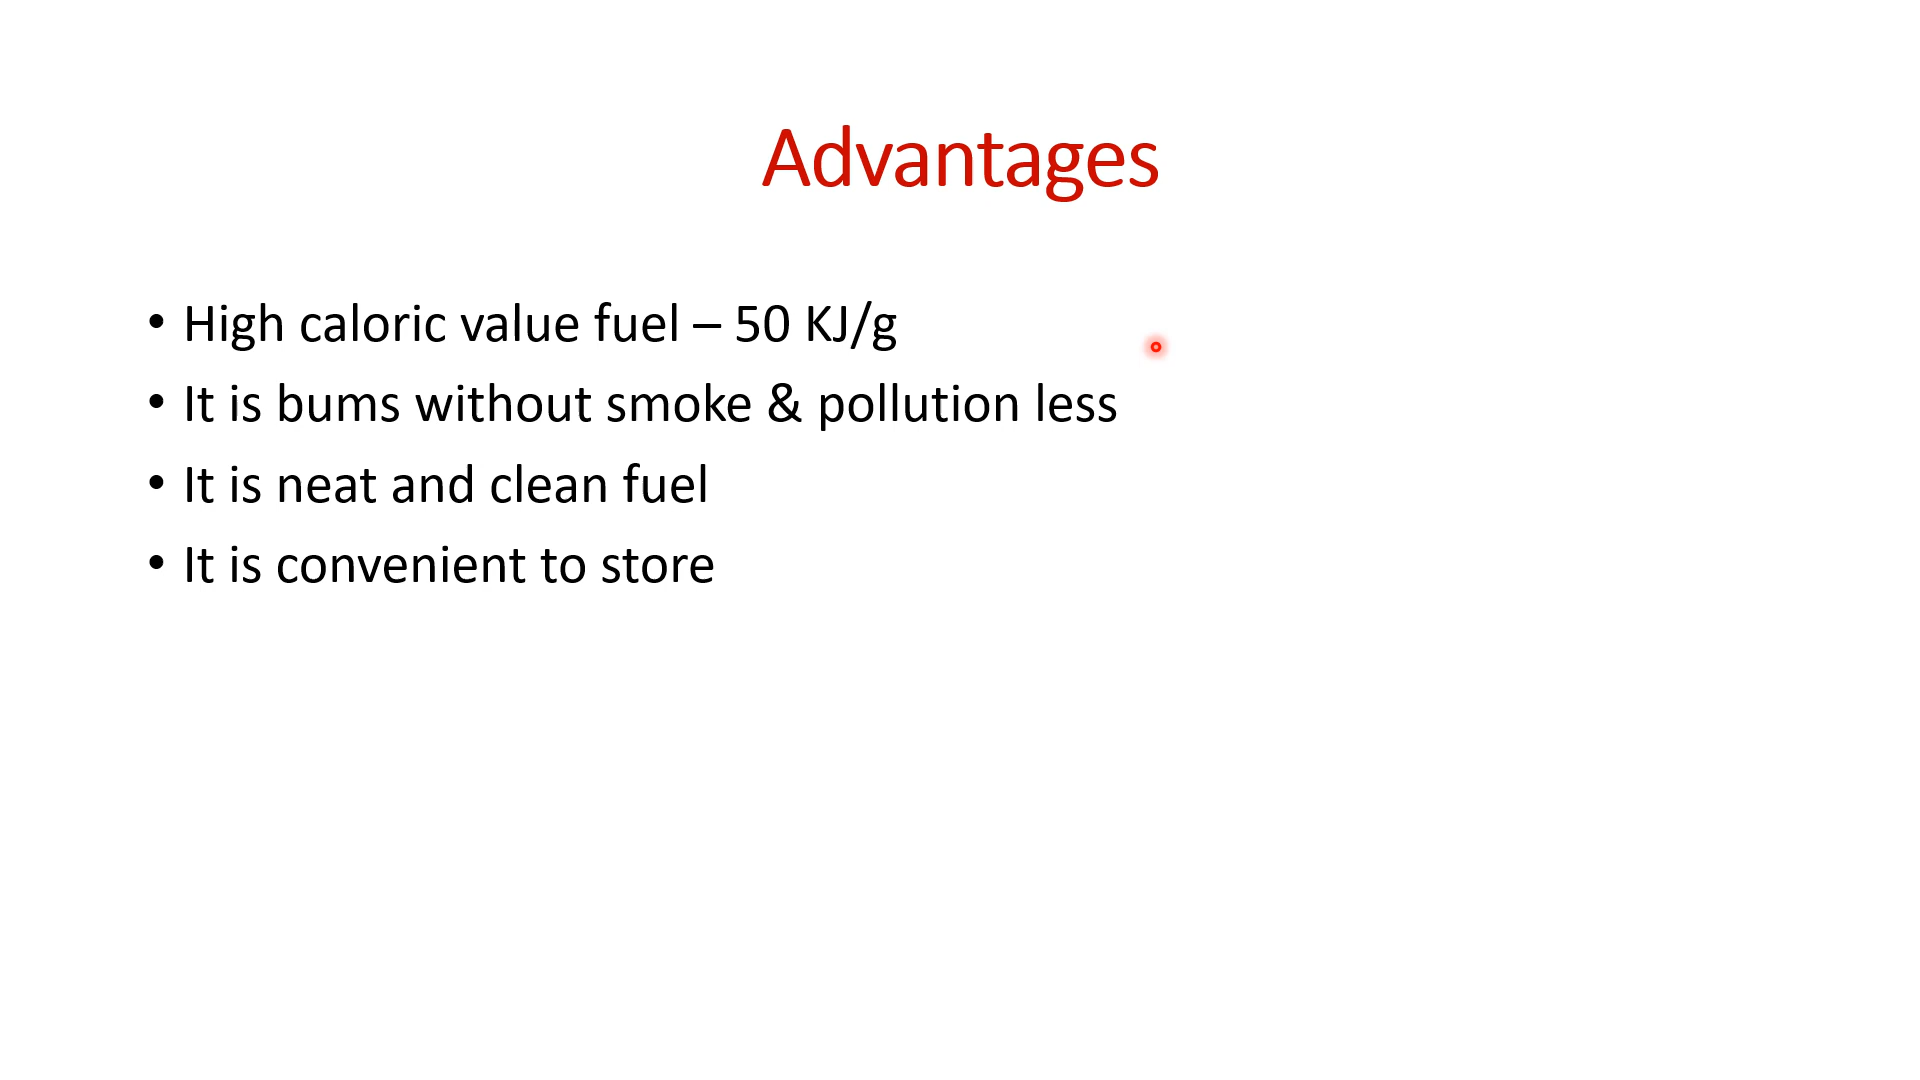 Advantages
• High caloric value fuel – 50 KJ/g
• It is bums without smoke & pollution less
• It is neat and clean fuel
• It is convenient to store